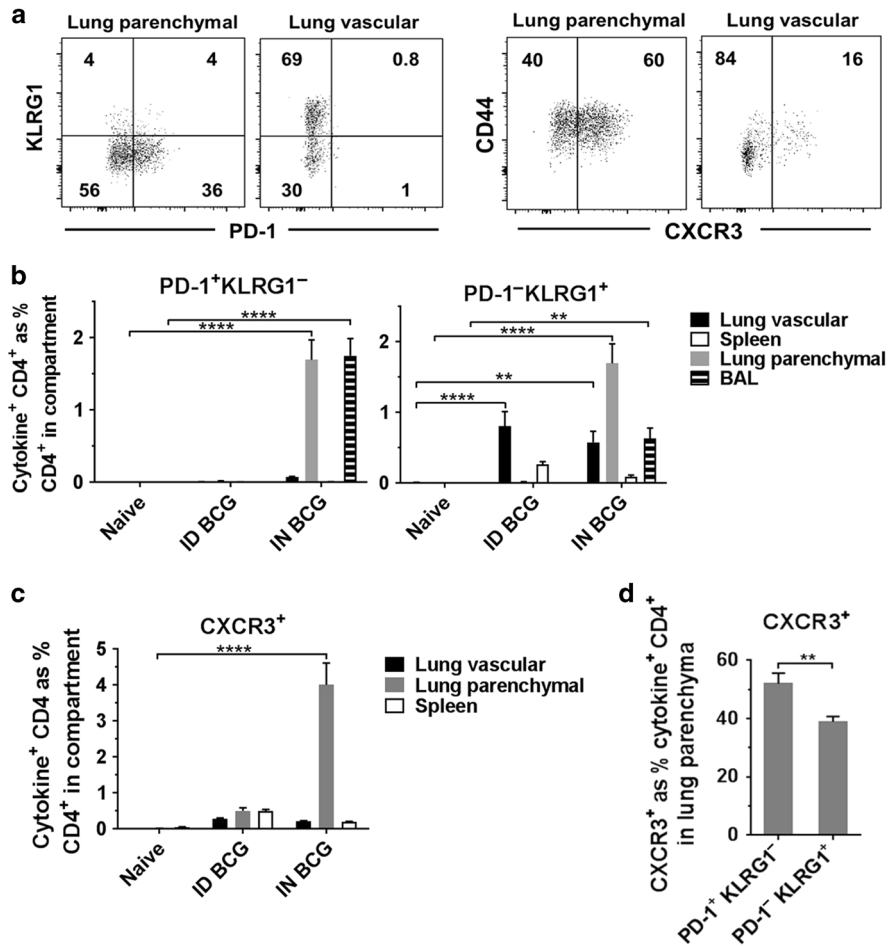 a
Lung parenchymal Lung vascular Lung parenchymal Lung vascular
4 4 69 0.8 40 60 84 16
KLRG1
CD44
56 36 30 1
PD-1 CXCR3
b
PD-1⁺KLRG1⁻ PD-1⁻KLRG1⁺
Cytokine⁺ CD4⁺ as %
CD4⁺ in compartment
**** ****
** **** ** ****
2 1 0
2 1 0
Naive ID BCG IN BCG
Naive ID BCG IN BCG
Lung vascular
Spleen
Lung parenchymal
BAL
c
CXCR3⁺
Cytokine⁺ CD4 as %
CD4⁺ in compartment
****
5
4
3
2
1
0
Naive ID BCG IN BCG
Lung vascular
Lung parenchymal
Spleen
d
CXCR3⁺
CXCR3⁺ as % cytokine⁺ CD4⁺
in lung parenchyma
**
60
40
20
0
PD-1⁺ KLRG1⁻
PD-1⁻ KLRG1⁺